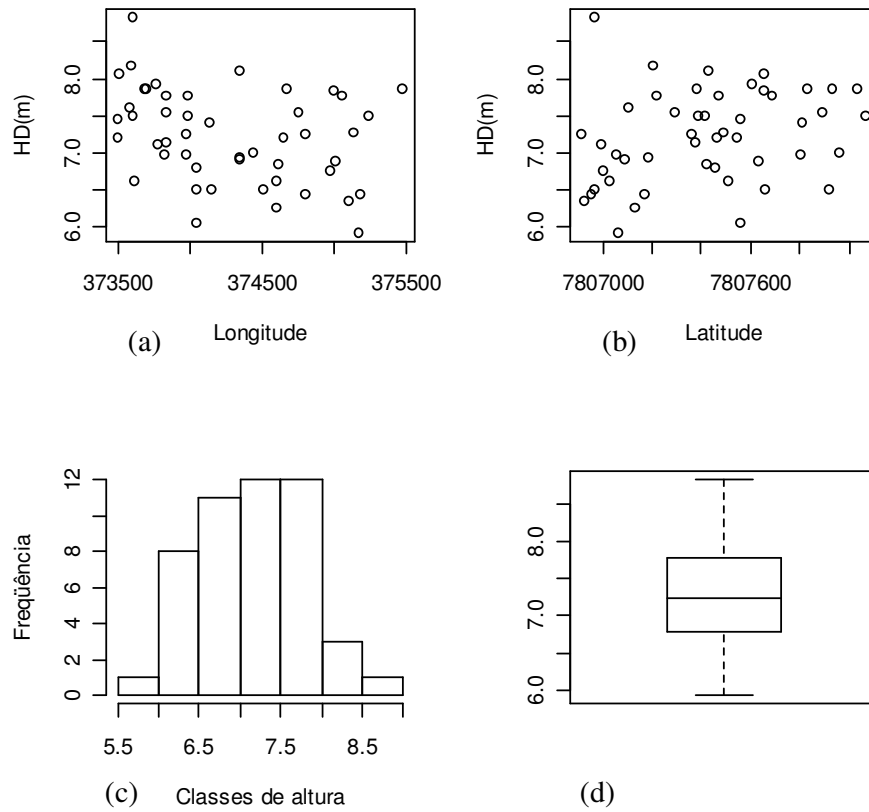 HD(m)
8.0
7.0
6.0
373500 374500 375500
(a) Longitude
HD(m)
8.0
7.0
6.0
7807000 7807600
(b) Latitude
Freqüência
12
8
6
4
2
0
5.5 6.5 7.5 8.5
(c) Classes de altura
8.0
7.0
6.0
(d)